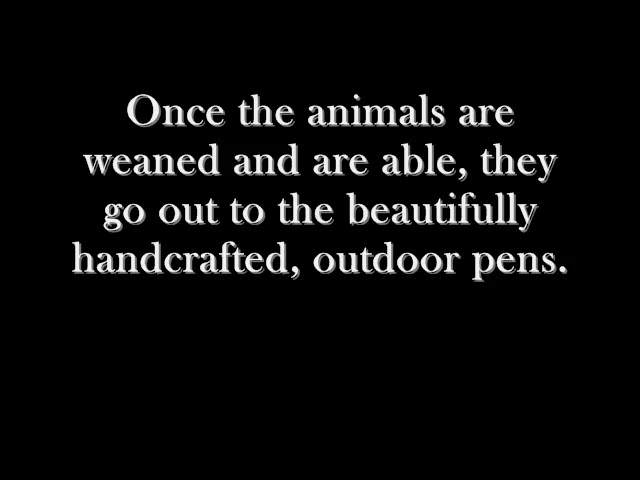 Once the animals are
weaned and are able, they
go out to the beautifully
handcrafted, outdoor pens.